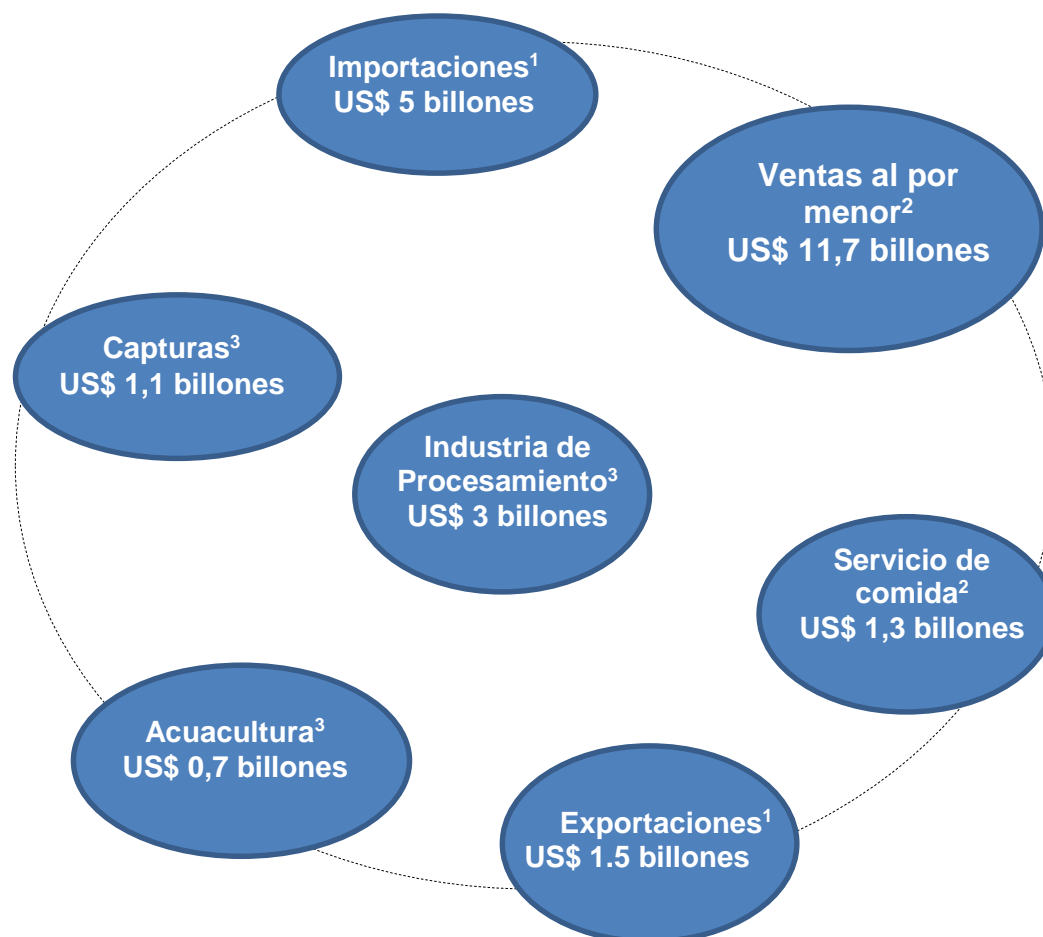 Importaciones¹
US$ 5 billones
Ventas al por
menor²
US$ 11,7 billones
Capturas³
US$ 1,1 billones
Industria de
Procesamiento³
US$ 3 billones
Servicio de
comida²
US$ 1,3 billones
Acuacultura³
US$ 0,7 billones
Exportaciones¹
US$ 1.5 billones